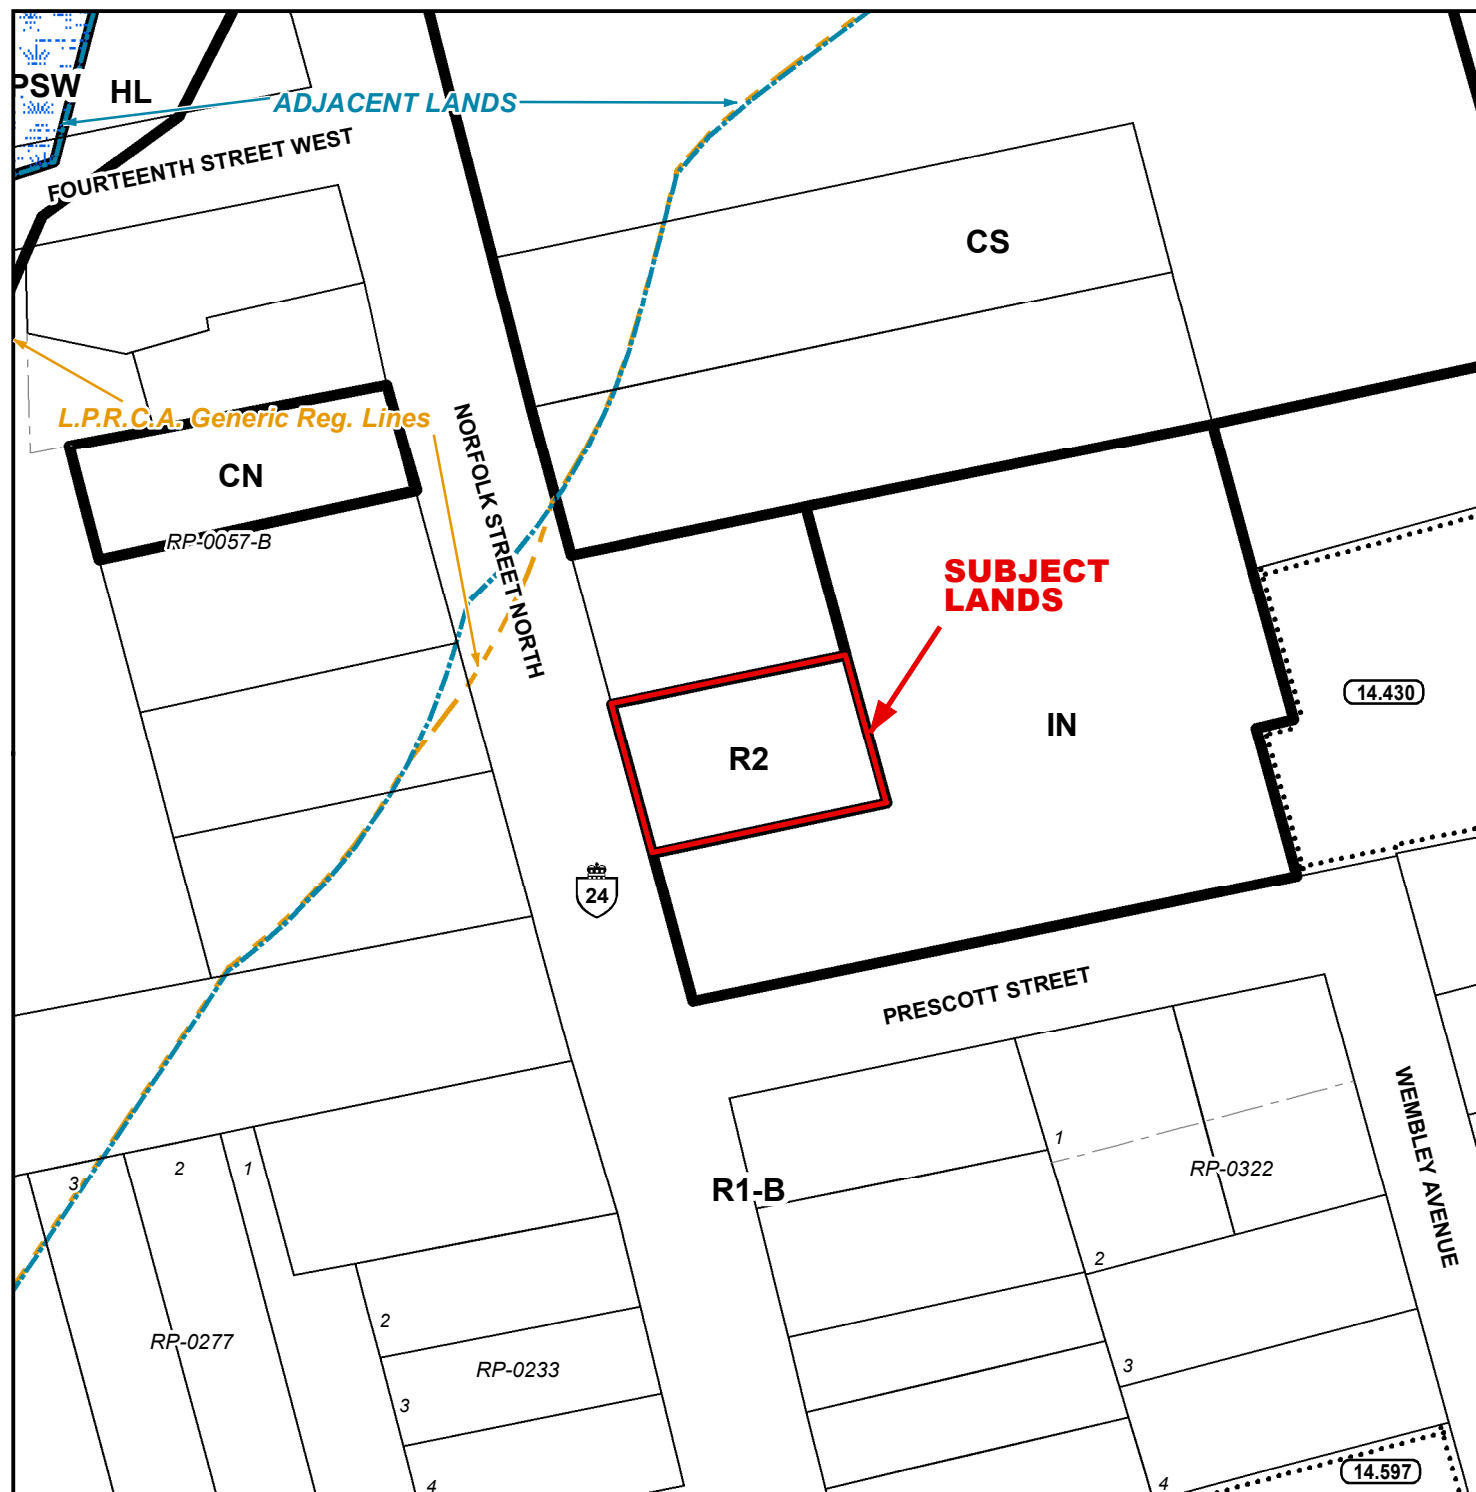 PSW
HL
ADJACENT LANDS
FOURTEENTH STREET WEST
CS
L.P.R.C.A. Generic Reg. Lines
CN
RP-0057-B
NORFOLK STREET NORTH
SUBJECT
LANDS
14.430
IN
R2
24
PRESCOTT STREET
WEMBLEY AVENUE
1
RP-0322
R1-B
3
2
1
2
RP-0277
2
RP-0233
3
3
4
4
14.597